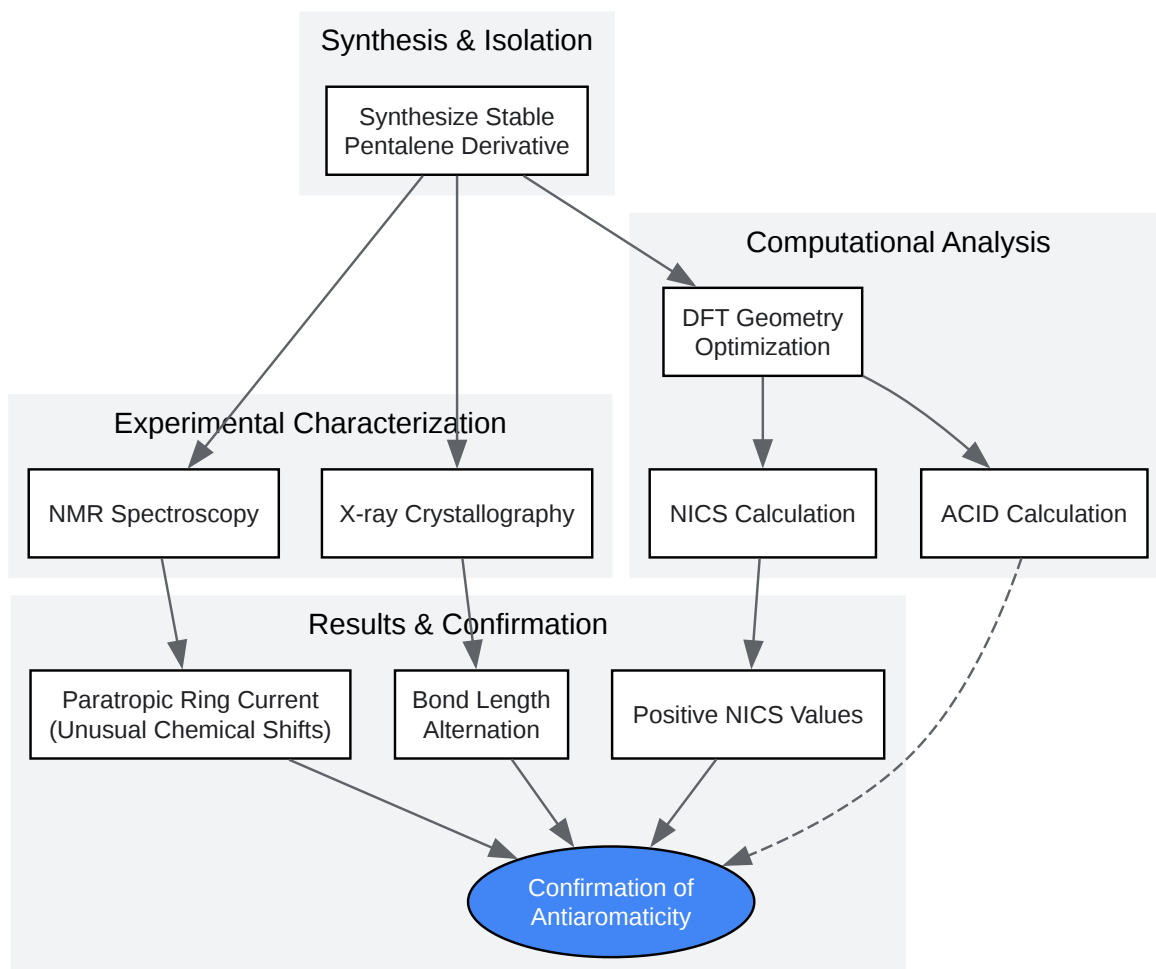 Synthesis & Isolation
Synthesize Stable
Pentalene Derivative
Computational Analysis
DFT Geometry
Optimization
Experimental Characterization
NMR Spectroscopy
X-ray Crystallography
NICS Calculation
ACID Calculation
Results & Confirmation
Paratropic Ring Current
(Unusual Chemical Shifts)
Bond Length
Alternation
Positive NICS Values
Confirmation of
Antiaromaticity